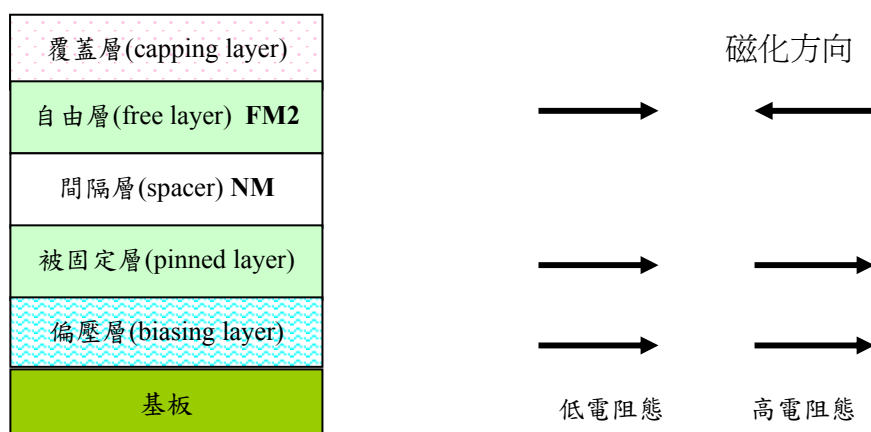 覆蓋層(capping layer)
磁化方向
自由層(free layer) FM2
間隔層(spacer) NM
被固定層(pinned layer)
偏壓層(biasing layer)
基板
低電阻態
高電阻態